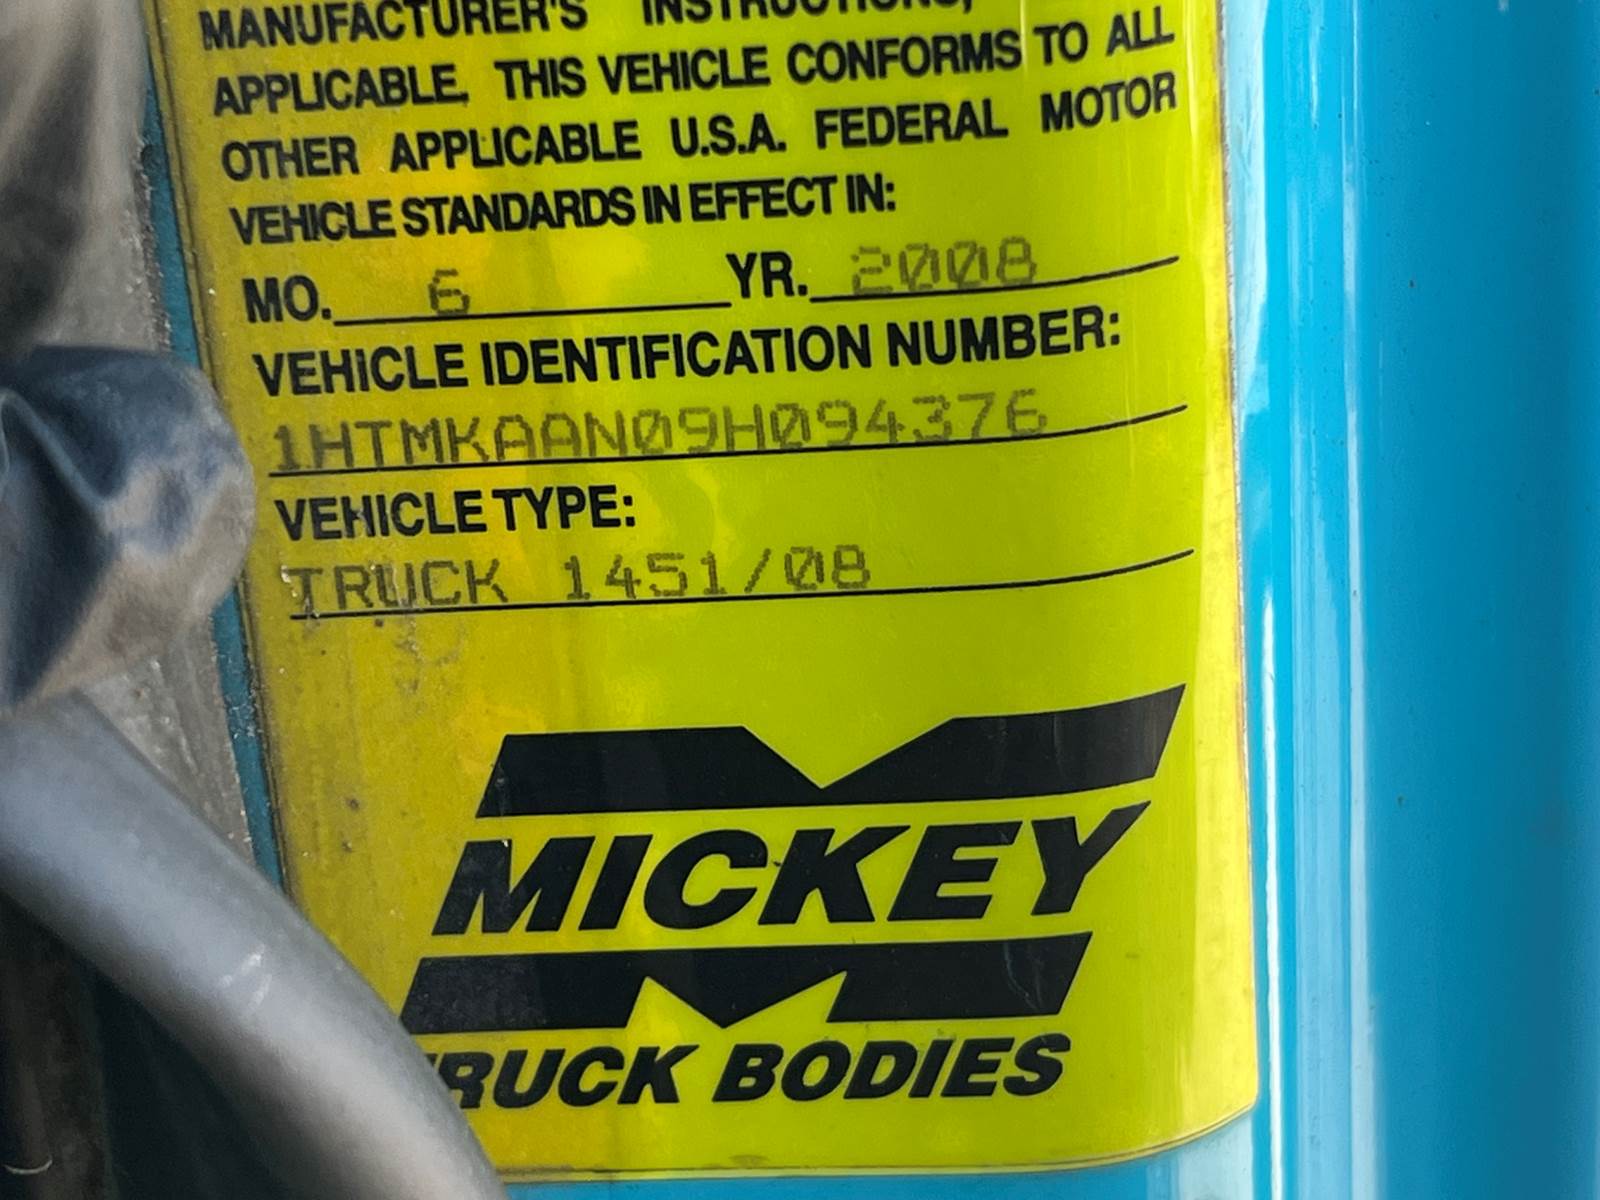 MANUFACTURER'S INSTRUCTIONS,
APPLICABLE, THIS VEHICLE CONFORMS TO ALL
OTHER APPLICABLE U.S.A. FEDERAL MOTOR
VEHICLE STANDARDS IN EFFECT IN:
MO. 6 YR. 2008
VEHICLE IDENTIFICATION NUMBER:
1HTMKAAN09H094376
VEHICLE TYPE:
TRUCK 1451/08
MICKEY
TRUCK BODIES